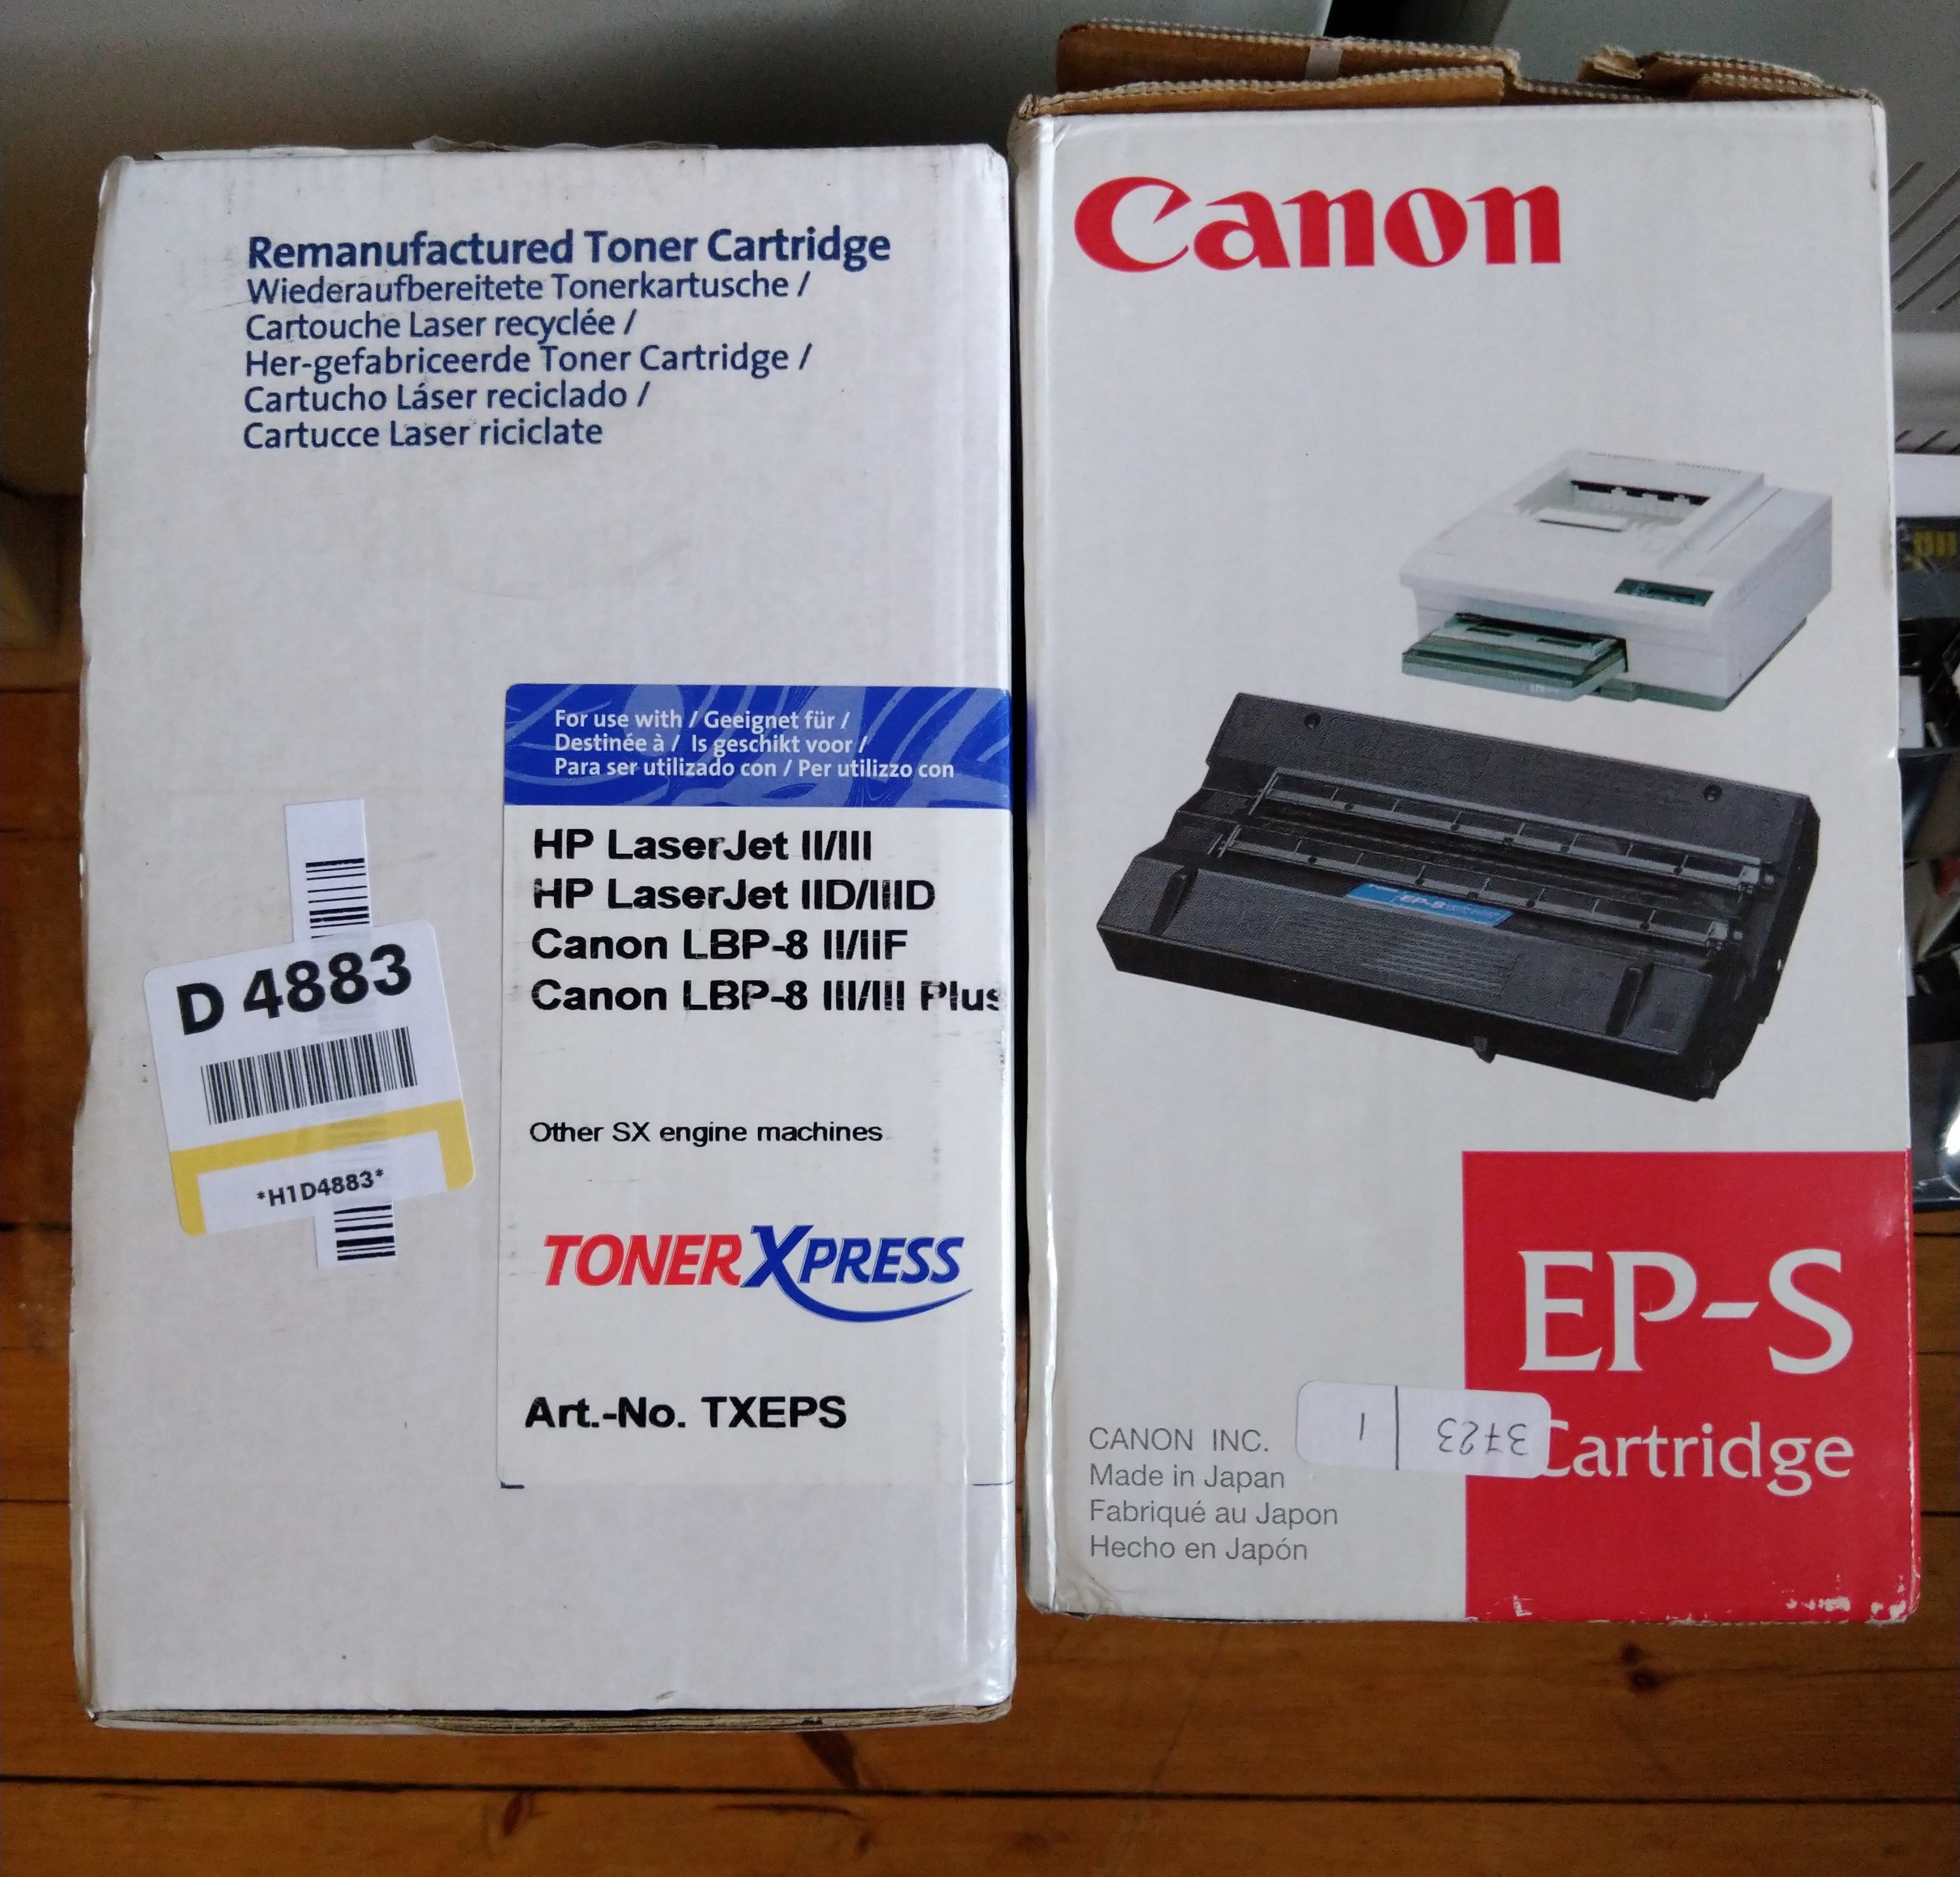 Remanufactured Toner Cartridge
Wiederaufbereitete Tonerkartusche /
Cartouche Laser recyclée /
Her-gefabriceerde Toner Cartridge /
Cartucho Láser reciclado /
Cartucce Laser riciclate
For use with / Geeignet für /
Destinée à / Is geschikt voor /
Para ser utilizado con / Per utilizzo con
HP LaserJet II/III
HP LaserJet IID/IIID
Canon LBP-8 II/IIF
Canon LBP-8 III/III Plus
Other SX engine machines
TONERXPRESS
Art.-No. TXEPS
D 4883
*H1D4883*
Canon
EP-S
EP-S
Cartridge
3723 | 1
CANON INC.
Made in Japan
Fabriqué au Japon
Hecho en Japón